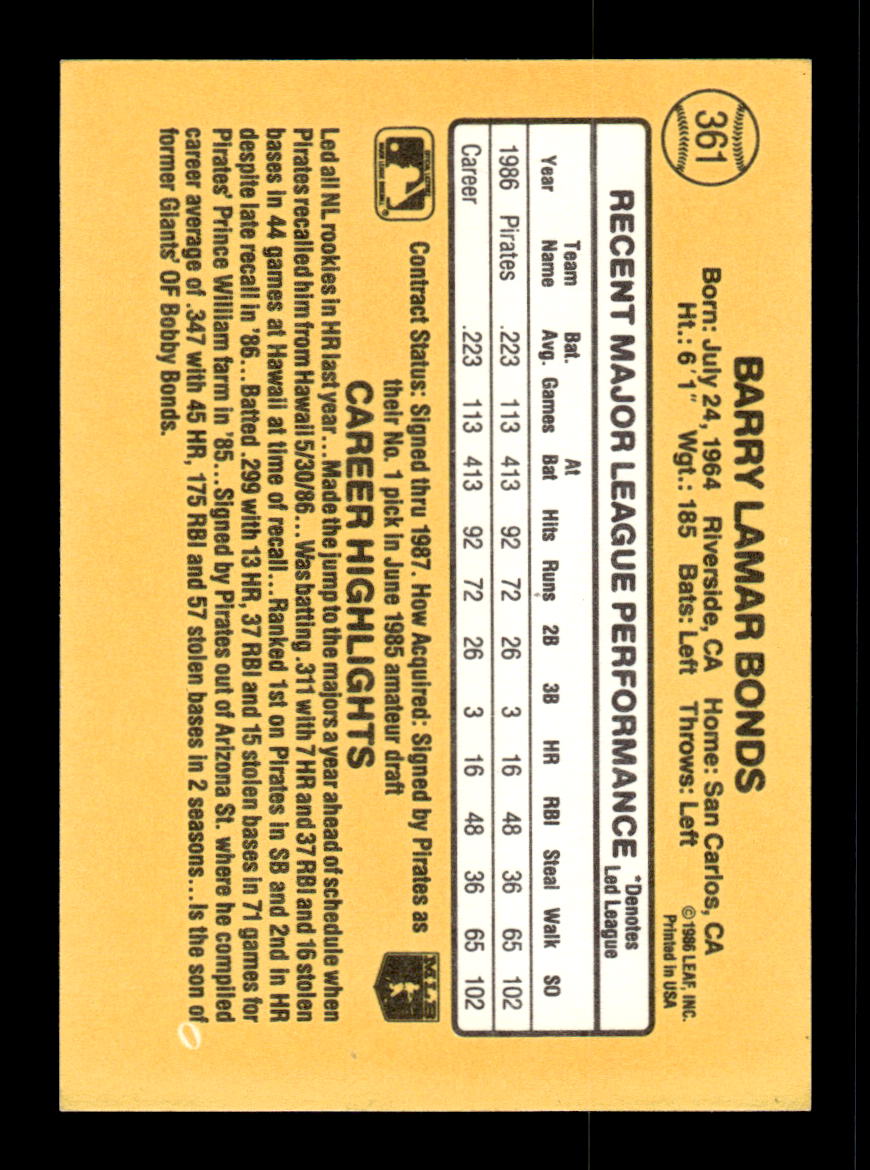 361
BARRY LAMAR BONDS
Born: July 24, 1964 Riverside, CA Home: San Carlos, CA
Ht.: 6'1" Wgt.: 185 Bats: Left Throws: Left
©1986 LEAF, INC.
Printed in USA
RECENT MAJOR LEAGUE PERFORMANCE
*Denotes
Led League
Team Bat. At
Year Name Avg. Games Bat Hits Runs 2B 3B HR RBI Steal Walk SO
1986 Pirates .223 113 413 92 72 26 3 16 48 36 65 102
Career .223 113 413 92 72 26 3 16 48 36 65 102
Contract Status: Signed thru 1987. How Acquired: Signed by Pirates as
their No. 1 pick in June 1985 amateur draft
MLB
CAREER HIGHLIGHTS
Led all NL rookies in HR last year...Made the jump to the majors a year ahead of schedule when
Pirates recalled him from Hawaii 5/30/86...Was batting .311 with 7 HR and 37 RBI and 16 stolen
bases in 44 games at Hawaii at time of recall...Ranked 1st on Pirates in SB and 2nd in HR
despite late recall in '86...Batted .299 with 13 HR, 37 RBI and 15 stolen bases in 71 games for
Pirates' Prince William farm in '85...Signed by Pirates out of Arizona St. where he compiled
career average of .347 with 45 HR, 175 RBI and 57 stolen bases in 2 seasons...Is the son of
former Giants' OF Bobby Bonds.